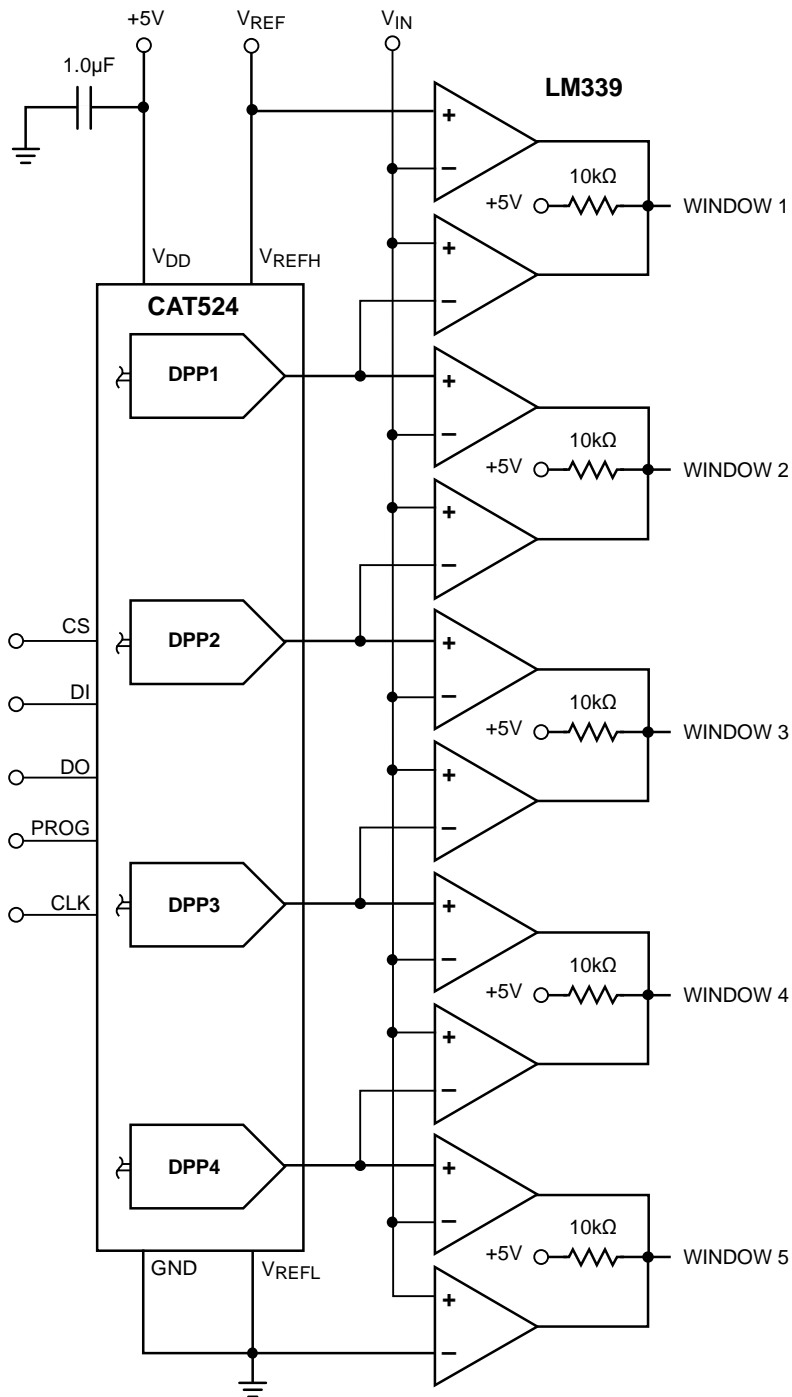 +5V
VREF
VIN
1.0µF
LM339
+
−
10kΩ
+5V
WINDOW 1
+
−
VDD
VREFH
CAT524
DPP1
+
−
10kΩ
+5V
WINDOW 2
+
−
CS
DPP2
+
−
DI
10kΩ
+5V
WINDOW 3
DO
+
−
PROG
CLK
DPP3
+
−
10kΩ
+5V
WINDOW 4
+
−
DPP4
+
−
10kΩ
+5V
WINDOW 5
GND
VREFL
+
−